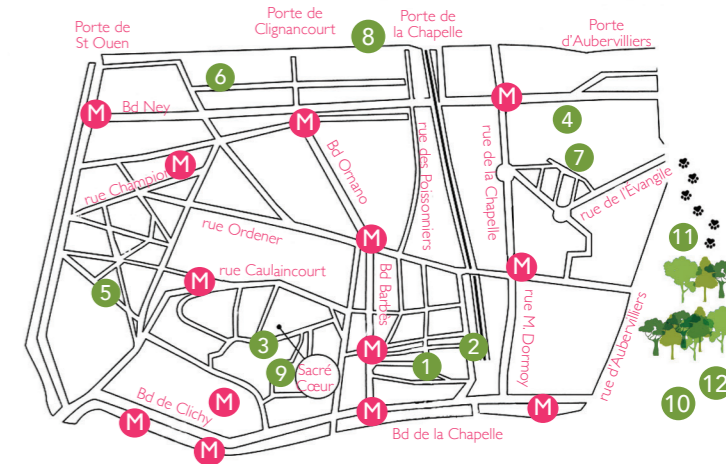 Porte de
St Ouen
Porte de
Clignancourt
8
Porte de
la Chapelle
Porte
d'Aubervilliers
6
M
Bd Ney
M
M
4
M
rue Champion
Bd Ornano
rue des Poissonniers
rue de la Chapelle
7
rue de l'Évangile
rue Ordener
M
11
5
M
rue Caulaincourt
M
Bd Barbès
rue M. Dormoy
rue d'Aubervilliers
3
9
Sacré
Cœur
M
1
2
12
10
Bd de Clichy
M
M
M
M
M
Bd de la Chapelle